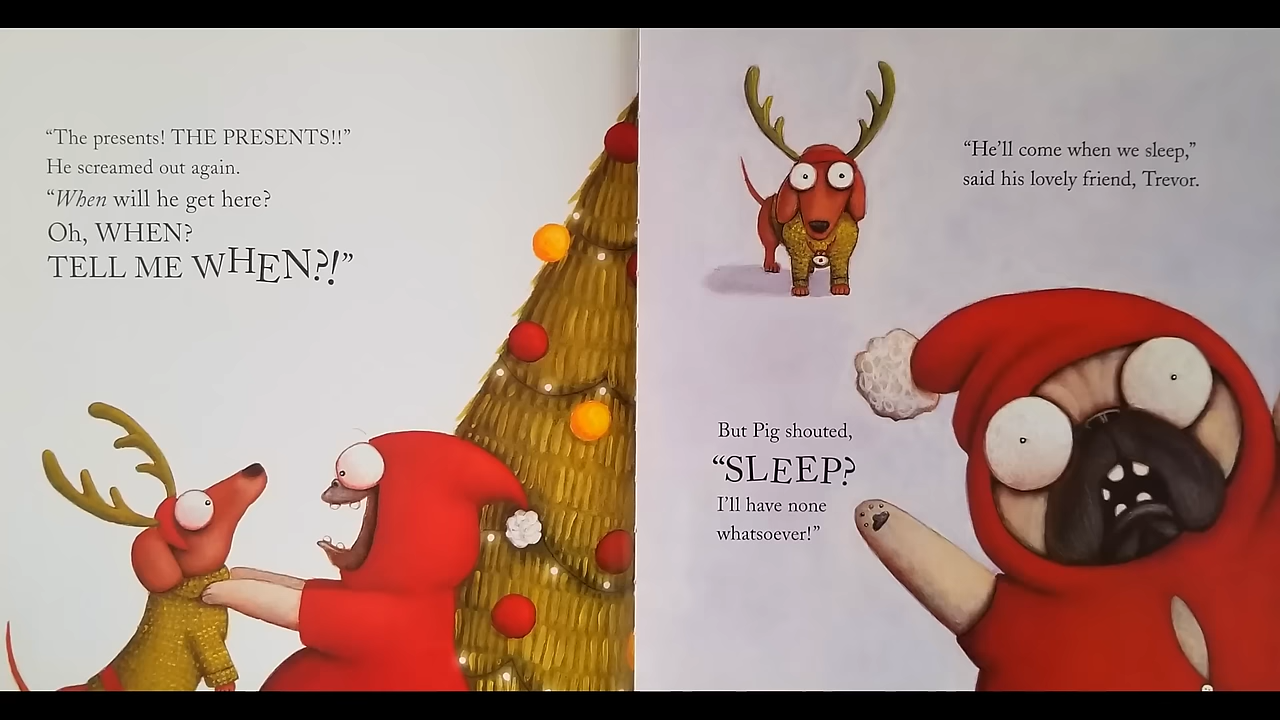 “The presents! THE PRESENTS!!”
He screamed out again.
“When will he get here?
Oh, WHEN?
TELL ME WHEN?!”
“He’ll come when we sleep,”
said his lovely friend, Trevor.
But Pig shouted,
“SLEEP?
I’ll have none
whatsoever!”